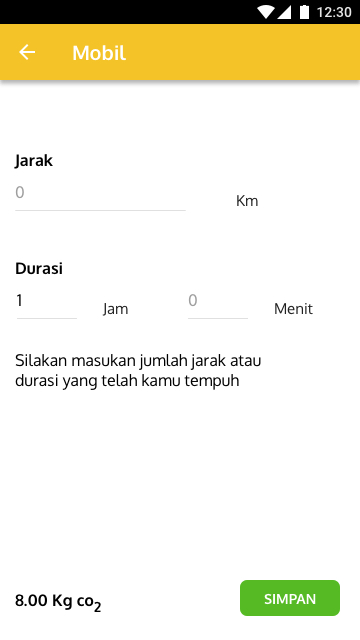 12:30
Mobil
Jarak
0 Km
Durasi
1 Jam 0 Menit
Silakan masukan jumlah jarak atau
durasi yang telah kamu tempuh
8.00 Kg co₂ SIMPAN